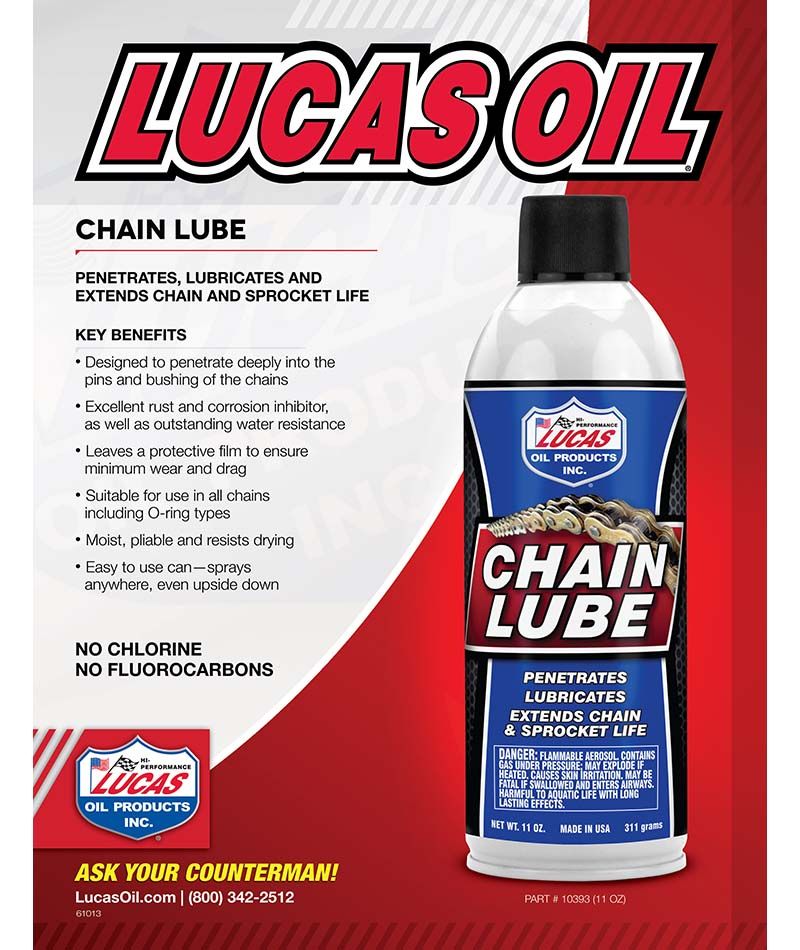 LUCAS OIL®
CHAIN LUBE
PENETRATES, LUBRICATES AND
EXTENDS CHAIN AND SPROCKET LIFE
KEY BENEFITS
• Designed to penetrate deeply into the
pins and bushing of the chains
• Excellent rust and corrosion inhibitor,
as well as outstanding water resistance
• Leaves a protective film to ensure
minimum wear and drag
• Suitable for use in all chains
including O-ring types
• Moist, pliable and resists drying
• Easy to use can—sprays
anywhere, even upside down
NO CHLORINE
NO FLUOROCARBONS
HI-
PERFORMANCE
LUCAS
OIL PRODUCTS
INC.
®
ASK YOUR COUNTERMAN!
LucasOil.com | (800) 342-2512
61013
HI-
PERFORMANCE
LUCAS
OIL PRODUCTS
INC.
CHAIN
LUBE
PENETRATES
LUBRICATES
EXTENDS CHAIN
& SPROCKET LIFE
DANGER: FLAMMABLE AEROSOL. CONTAINS
GAS UNDER PRESSURE; MAY EXPLODE IF
HEATED. CAUSES SKIN IRRITATION. MAY BE
FATAL IF SWALLOWED AND ENTERS AIRWAYS.
HARMFUL TO AQUATIC LIFE WITH LONG
LASTING EFFECTS.
NET WT. 11 OZ. MADE IN USA 311 grams
PART # 10393 (11 OZ)